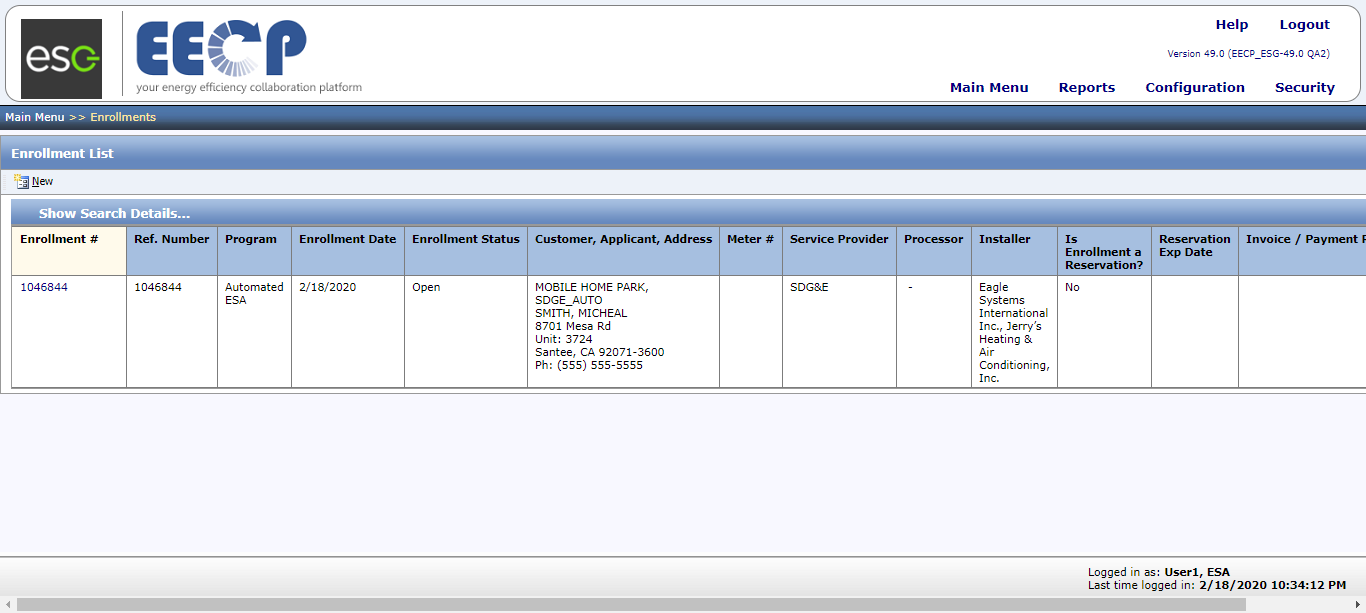 esc
EECP
your energy efficiency collaboration platform
Help Logout
Version 49.0 (EECP_ESG-49.0 QA2)
Main Menu Reports Configuration Security
Main Menu >> Enrollments
Enrollment List
New
Show Search Details...
Enrollment # Ref. Number Program Enrollment Date Enrollment Status Customer, Applicant, Address Meter # Service Provider Processor Installer Is Reservation Invoice / Payment
Enrollment a Exp Date
Reservation?
1046844 1046844 Automated 2/18/2020 Open MOBILE HOME PARK, SDG&E - Eagle No
ESA SDGE_AUTO Systems
SMITH, MICHEAL International
8701 Mesa Rd Inc., Jerry's
Unit: 3724 Heating &
Santee, CA 92071-3600 Air
Ph: (555) 555-5555 Conditioning,
Inc.
Logged in as: User1, ESA
Last time logged in: 2/18/2020 10:34:12 PM